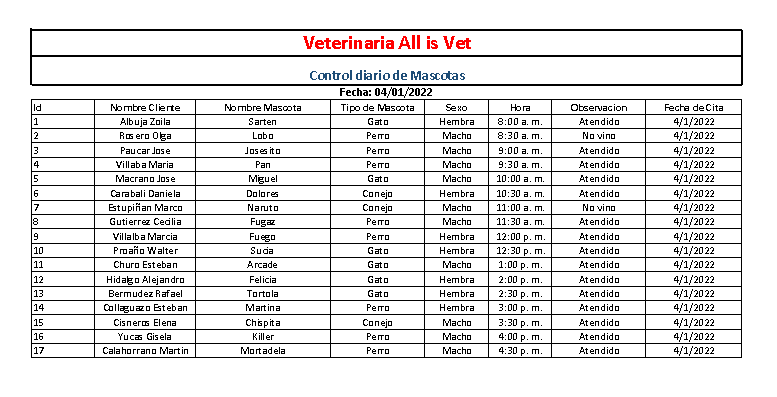 Veterinaria All is Vet
Control diario de Mascotas
Fecha: 04/01/2022
Id Nombre Cliente Nombre Mascota Tipo de Mascota Sexo Hora Observacion Fecha de Cita
1 Albuja Zoila Sarten Gato Hembra 8:00 a. m. Atendido 4/1/2022
2 Rosero Olga Lobo Perro Macho 8:30 a. m. No vino 4/1/2022
3 Paucar Jose Josesito Perro Macho 9:00 a. m. Atendido 4/1/2022
4 Villaba Maria Pan Perro Macho 9:30 a. m. Atendido 4/1/2022
5 Macrano Jose Miguel Gato Macho 10:00 a. m. Atendido 4/1/2022
6 Carabali Daniela Dolores Conejo Hembra 10:30 a. m. Atendido 4/1/2022
7 Estupiñan Marco Naruto Conejo Macho 11:00 a. m. No vino 4/1/2022
8 Gutierrez Cecilia Fugaz Perro Macho 11:30 a. m. Atendido 4/1/2022
9 Villalba Marcia Fuego Perro Hembra 12:00 p. m. Atendido 4/1/2022
10 Proaño Walter Sucia Gato Hembra 12:30 p. m. Atendido 4/1/2022
11 Churo Esteban Arcade Gato Macho 1:00 p. m. Atendido 4/1/2022
12 Hidalgo Alejandro Felicia Gato Hembra 2:00 p. m. Atendido 4/1/2022
13 Bermudez Rafael Tortola Gato Hembra 2:30 p. m. Atendido 4/1/2022
14 Collaguazo Esteban Martina Perro Hembra 3:00 p. m. Atendido 4/1/2022
15 Cisneros Elena Chispita Conejo Macho 3:30 p. m. Atendido 4/1/2022
16 Yucas Gisela Killer Perro Macho 4:00 p. m. Atendido 4/1/2022
17 Calahorrano Martin Mortadela Perro Macho 4:30 p. m. Atendido 4/1/2022